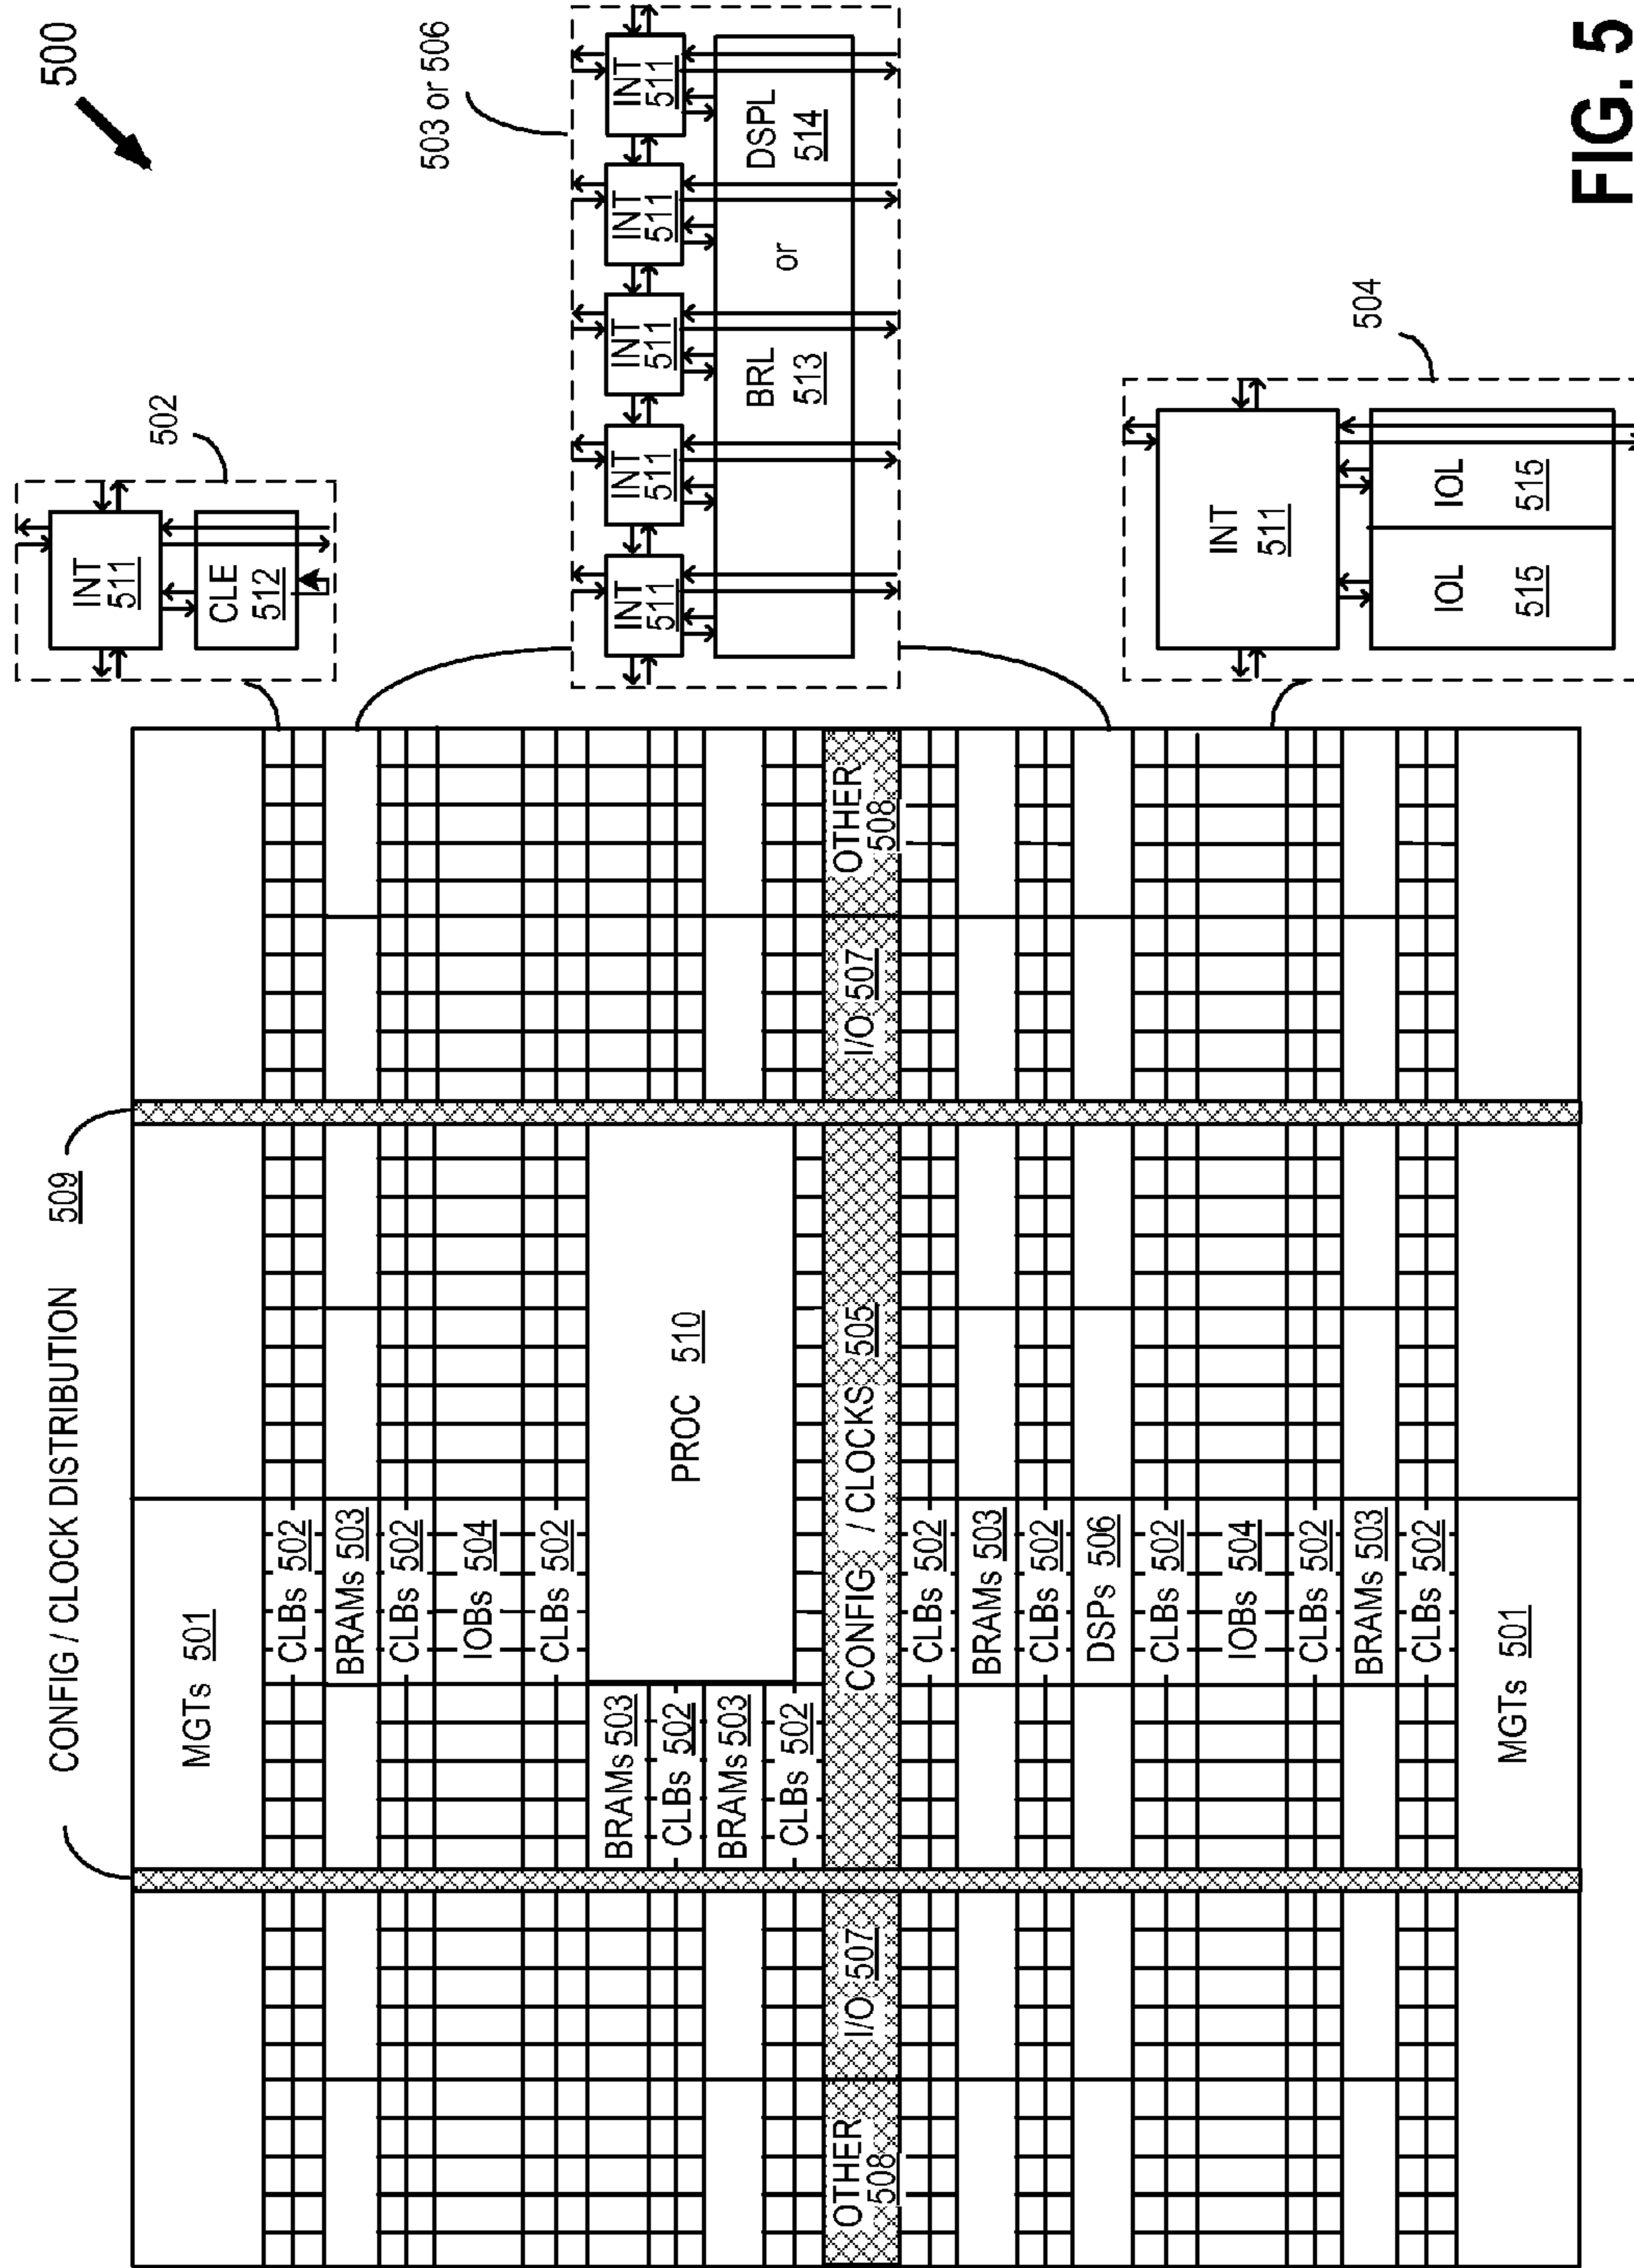 500
CONFIG / CLOCK DISTRIBUTION 509
MGTs 501
CLBs 502
BRAMs 503
CLBs 502
IOBs 504
CLBs 502
BRAMs 503
CLBs 502
BRAMs 503
CLBs 502
PROC 510
OTHER
508
I/O 507
CONFIG / CLOCKS 505
I/O 507
OTHER
508
CLBs 502
BRAMs 503
CLBs 502
DSPs 506
CLBs 502
IOBs 504
CLBs 502
BRAMs 503
CLBs 502
MGTs 501
502
INT
511
CLE
512
503 or 506
INT
511
INT
511
INT
511
INT
511
INT
511
BRL
513
or
DSPL
514
504
INT
511
IOL
515
IOL
515
FIG. 5